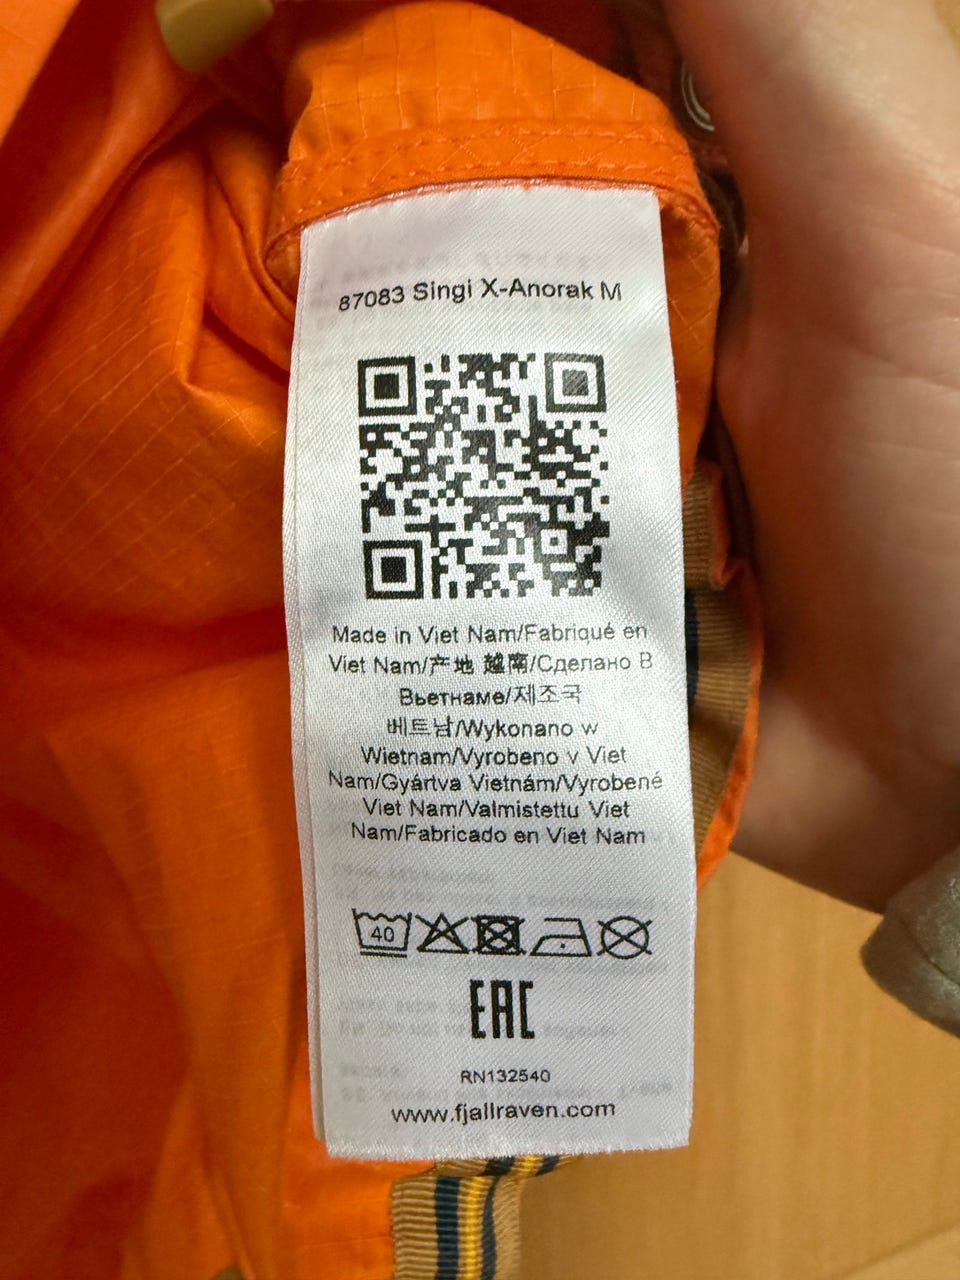 87083 Singi X-Anorak M
Made in Viet Nam/Fabriqué en
Viet Nam/产地 越南/Сделано В
Вьетнаме/제조국
베트남/Wykonano w
Wietnam/Vyrobeno v Viet
Nam/Gyártva Vietnám/Vyrobené
Viet Nam/Valmistettu Viet
Nam/Fabricado en Viet Nam
40
EAC
RN132540
www.fjallraven.com